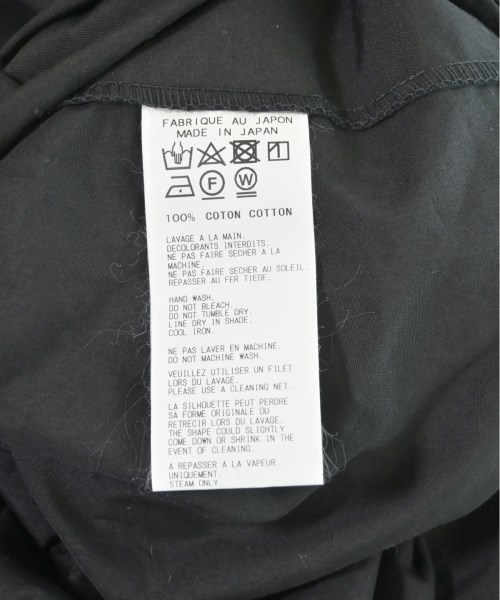 FABRIQUE AU JAPON
MADE IN JAPAN
F W
100% COTON COTTON
LAVAGE A LA MAIN.
DECOLORANTS INTERDITS.
NE PAS FAIRE SECHER A LA
MACHINE.
NE PAS FAIRE SECHER AU SOLEIL.
REPASSER AU FER TIEDE.
HAND WASH.
DO NOT BLEACH.
DO NOT TUMBLE DRY.
LINE DRY IN SHADE.
COOL IRON.
NE PAS LAVER EN MACHINE.
DO NOT MACHINE WASH.
VEUILLEZ UTILISER UN FILET
LORS DU LAVAGE.
PLEASE USE A CLEANING NET.
LA SILHOUETTE PEUT PERDRE
SA FORME ORIGINALE OU
RETRECIR LORS DU LAVAGE.
THE SHAPE COULD SLIGHTLY
COME DOWN OR SHRINK IN THE
EVENT OF CLEANING.
A REPASSER A LA VAPEUR
UNIQUEMENT.
STEAM ONLY.